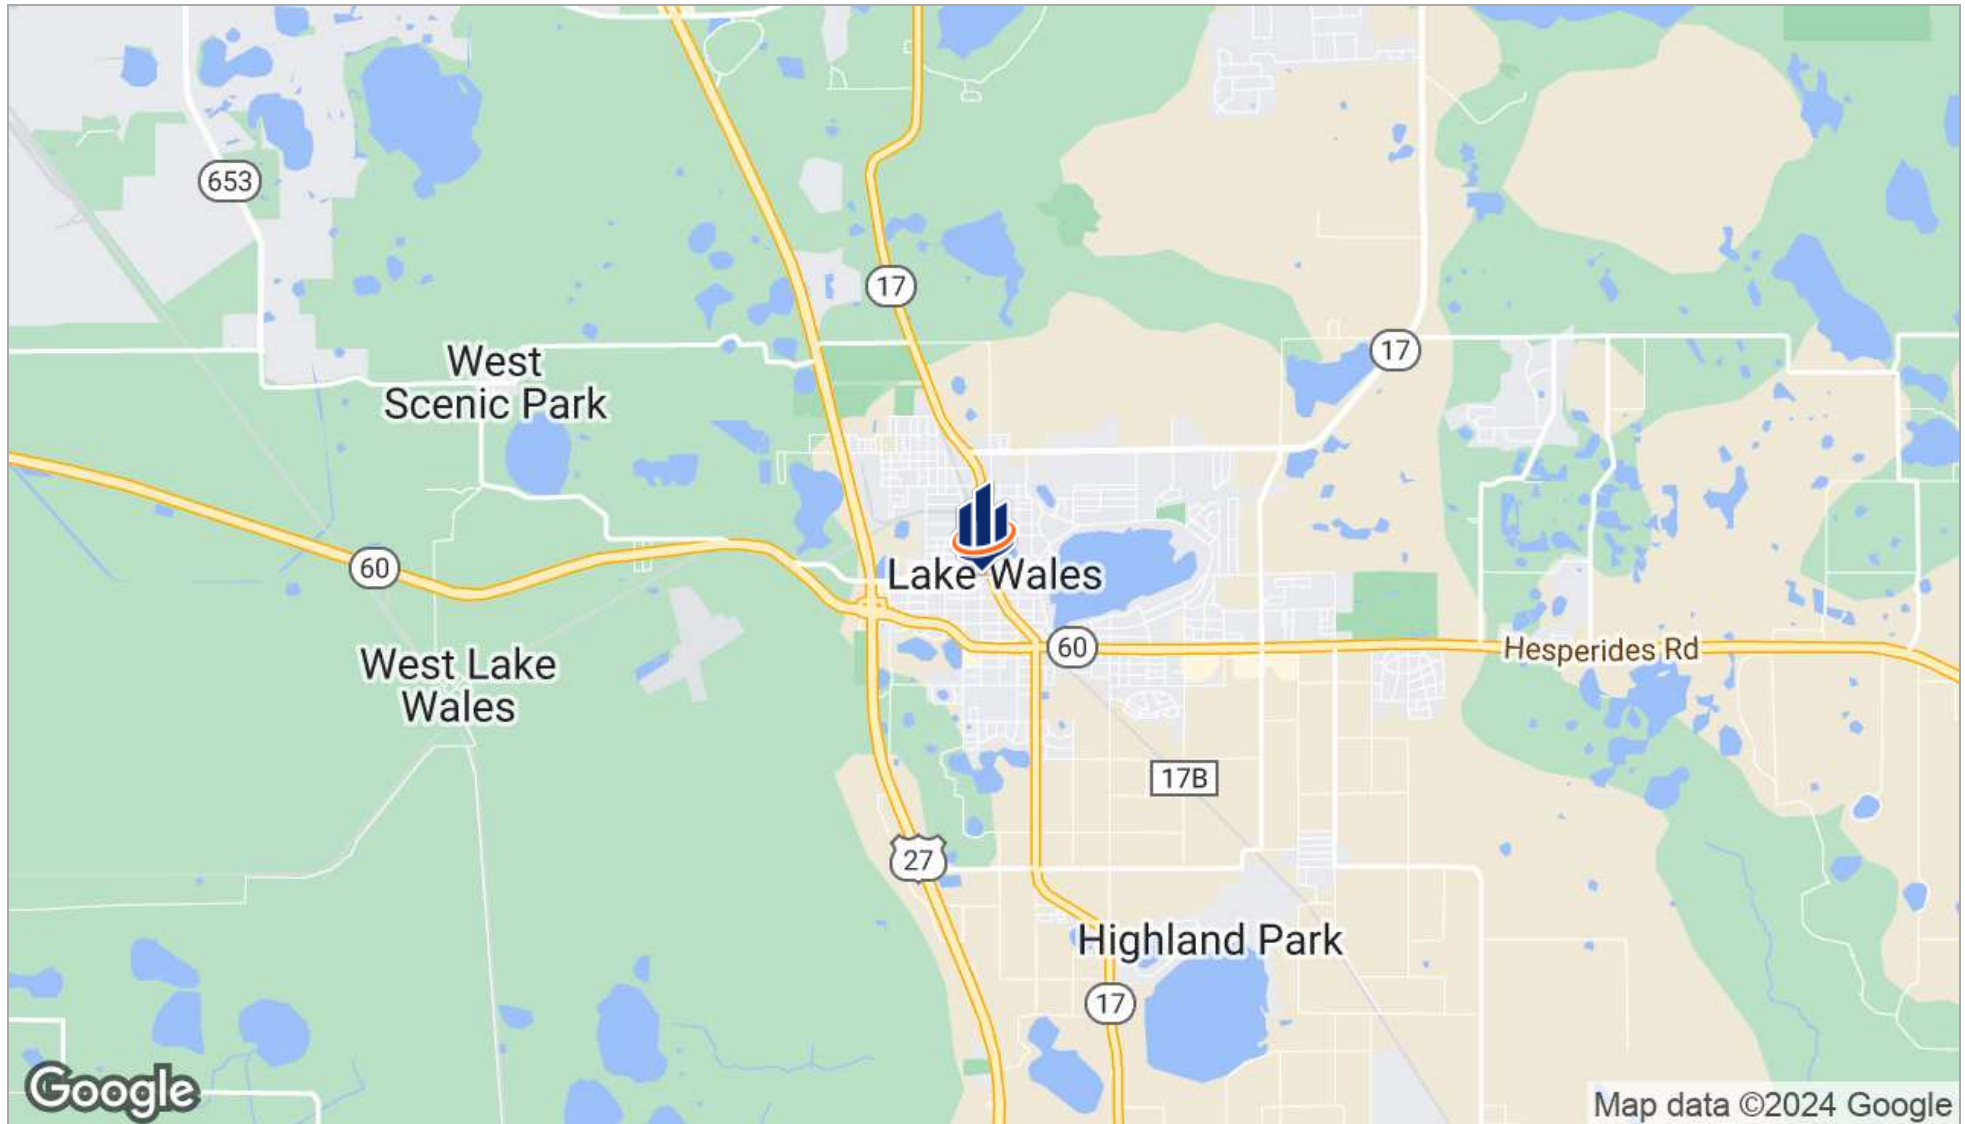 653
17
17
West
Scenic Park
60
Lake Wales
60
Hesperides Rd
West Lake
Wales
17B
27
Highland Park
17
Google
Map data ©2024 Google